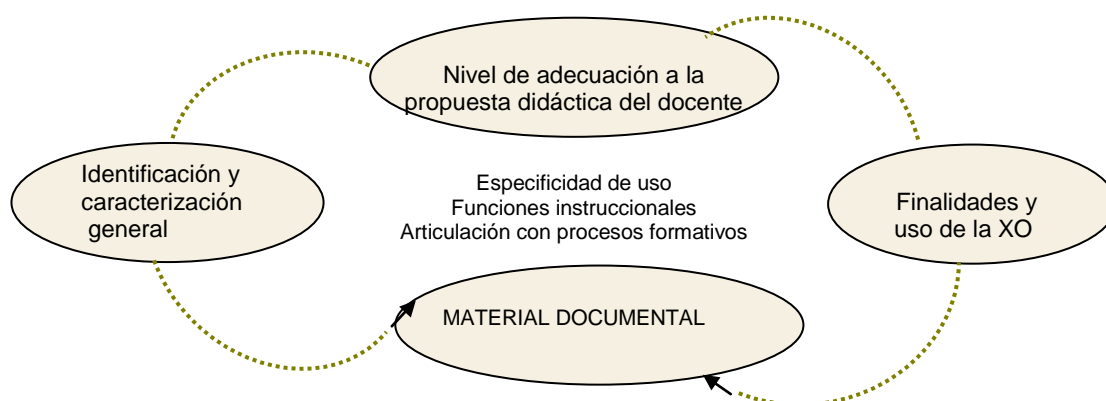 Nivel de adecuación a la
propuesta didáctica del docente
Identificación y
caracterización
general
Especificidad de uso
Funciones instruccionales
Articulación con procesos formativos
Finalidades y
uso de la XO
MATERIAL DOCUMENTAL